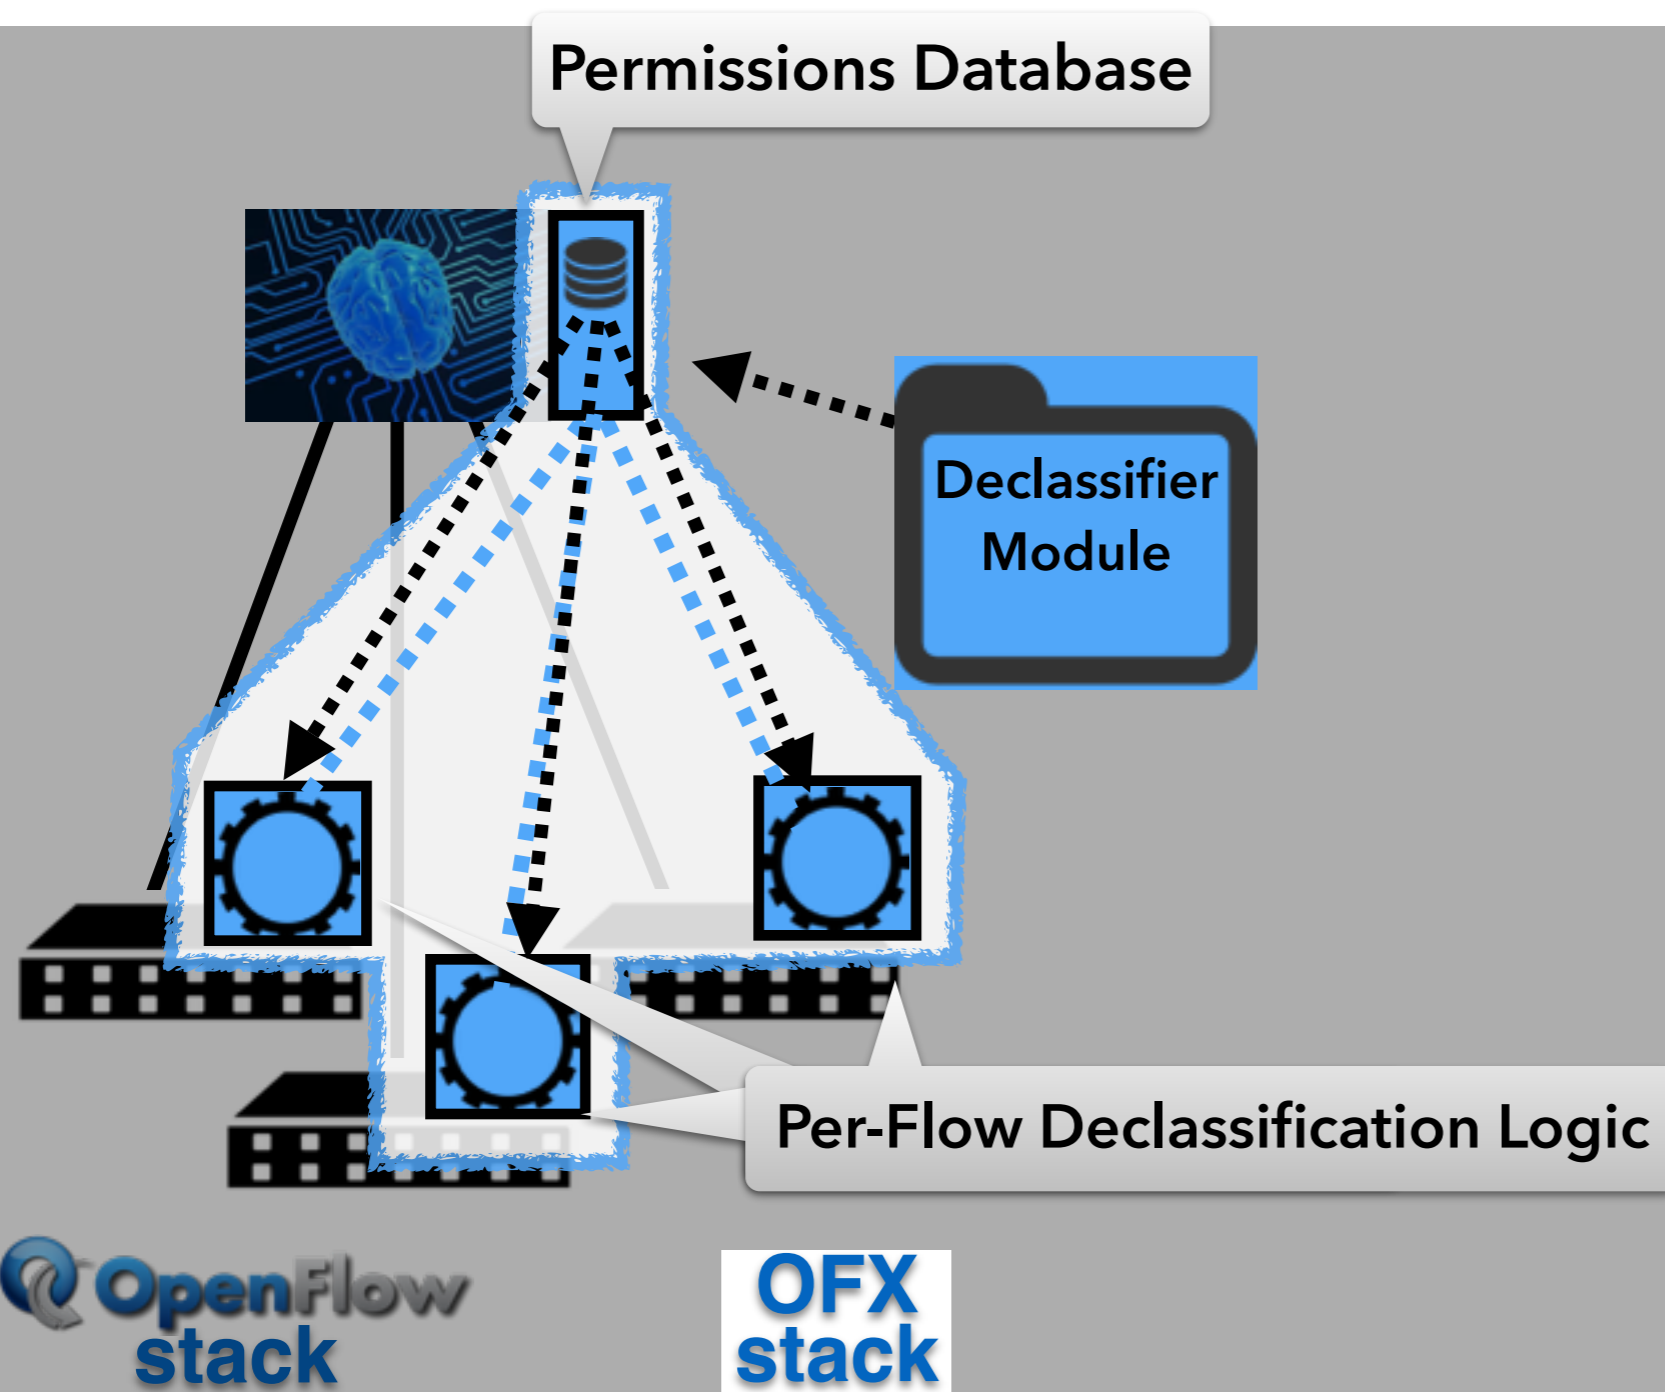 Permissions Database
Declassifier
Module
Per-Flow Declassification Logic
OpenFlow
stack
OFX
stack